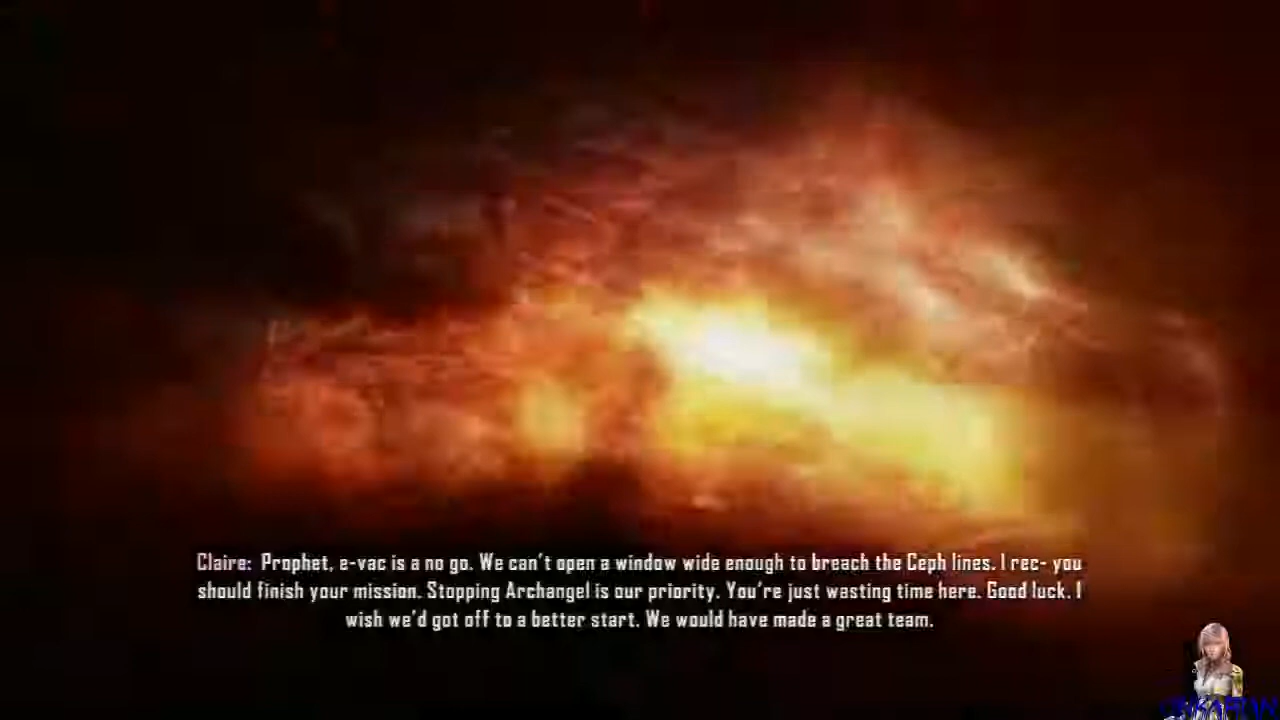 Claire: Prophet, e-vac is a no go. We can't open a window wide enough to breach the Ceph lines. I rec- you
should finish your mission. Stopping Archangel is our priority. You're just wasting time here. Good luck. I
wish we'd got off to a better start. We would have made a great team.